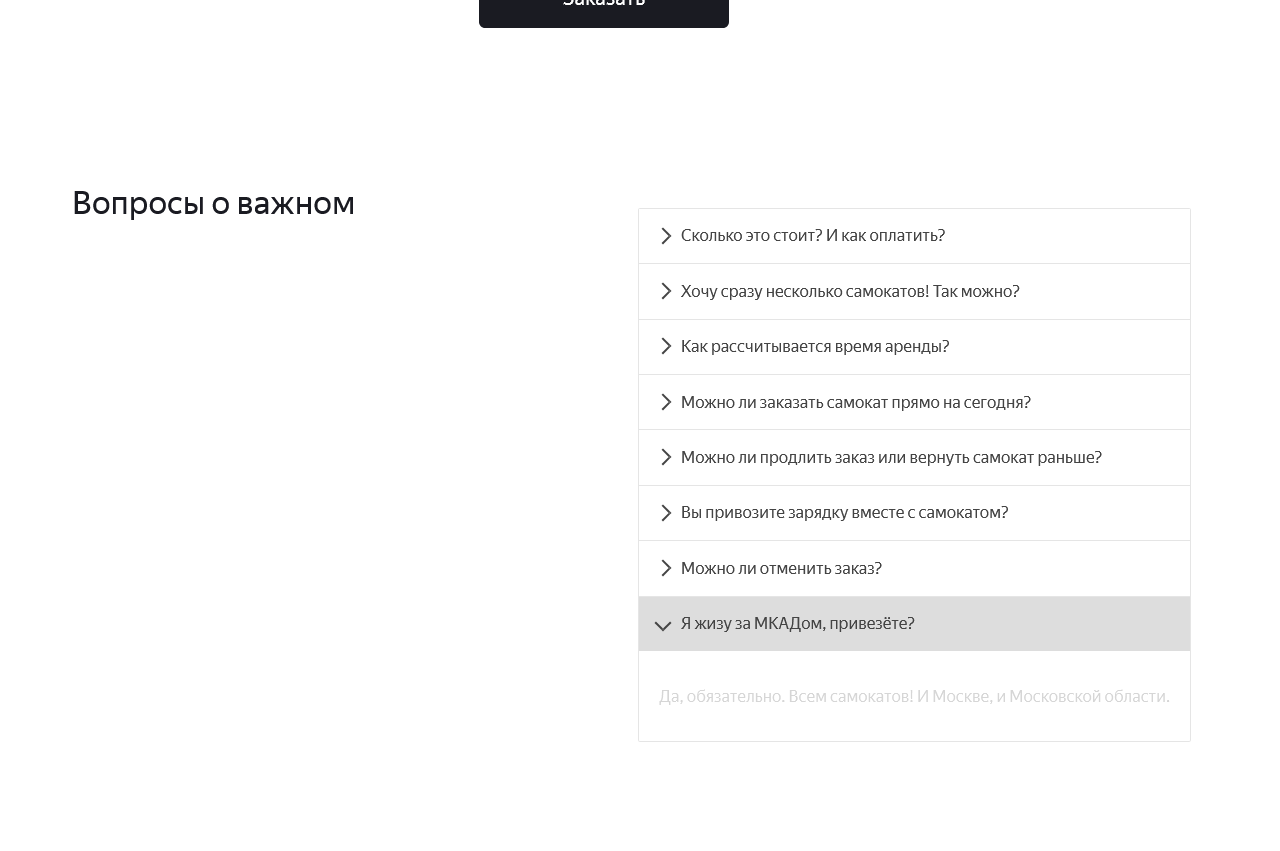 Заказать
Вопросы о важном
Сколько это стоит? И как оплатить?
Хочу сразу несколько самокатов! Так можно?
Как рассчитывается время аренды?
Можно ли заказать самокат прямо на сегодня?
Можно ли продлить заказ или вернуть самокат раньше?
Вы привозите зарядку вместе с самокатом?
Можно ли отменить заказ?
Я жизу за МКАДом, привезёте?
Да, обязательно. Всем самокатов! И Москве, и Московской области.